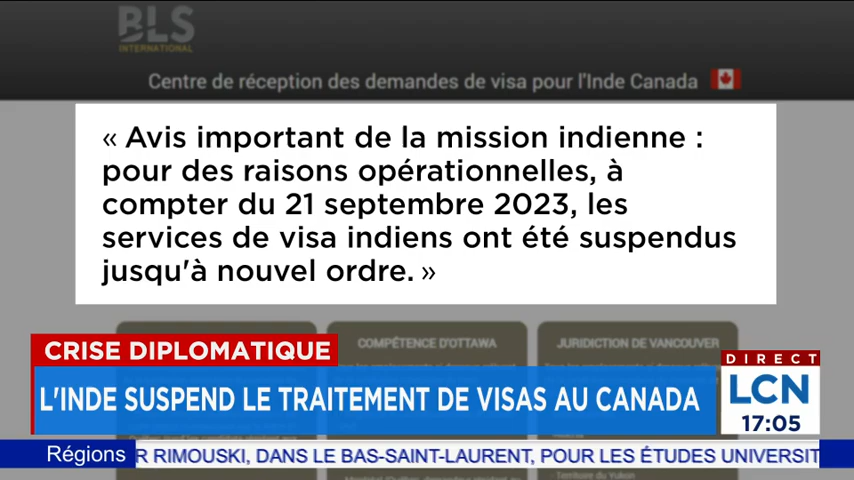 BLS
INTERNATIONAL
Centre de réception des demandes de visa pour l'Inde Canada
« Avis important de la mission indienne :
pour des raisons opérationnelles, à
compter du 21 septembre 2023, les
services de visa indiens ont été suspendus
jusqu'à nouvel ordre. »
COMPÉTENCE D'OTTAWA
JURIDICTION DE VANCOUVER
CRISE DIPLOMATIQUE
L'INDE SUSPEND LE TRAITEMENT DE VISAS AU CANADA
DIRECT
LCN
17:05
- Territoire du Yukon
Régions
R RIMOUSKI, DANS LE BAS-SAINT-LAURENT, POUR LES ÉTUDES UNIVERSIT